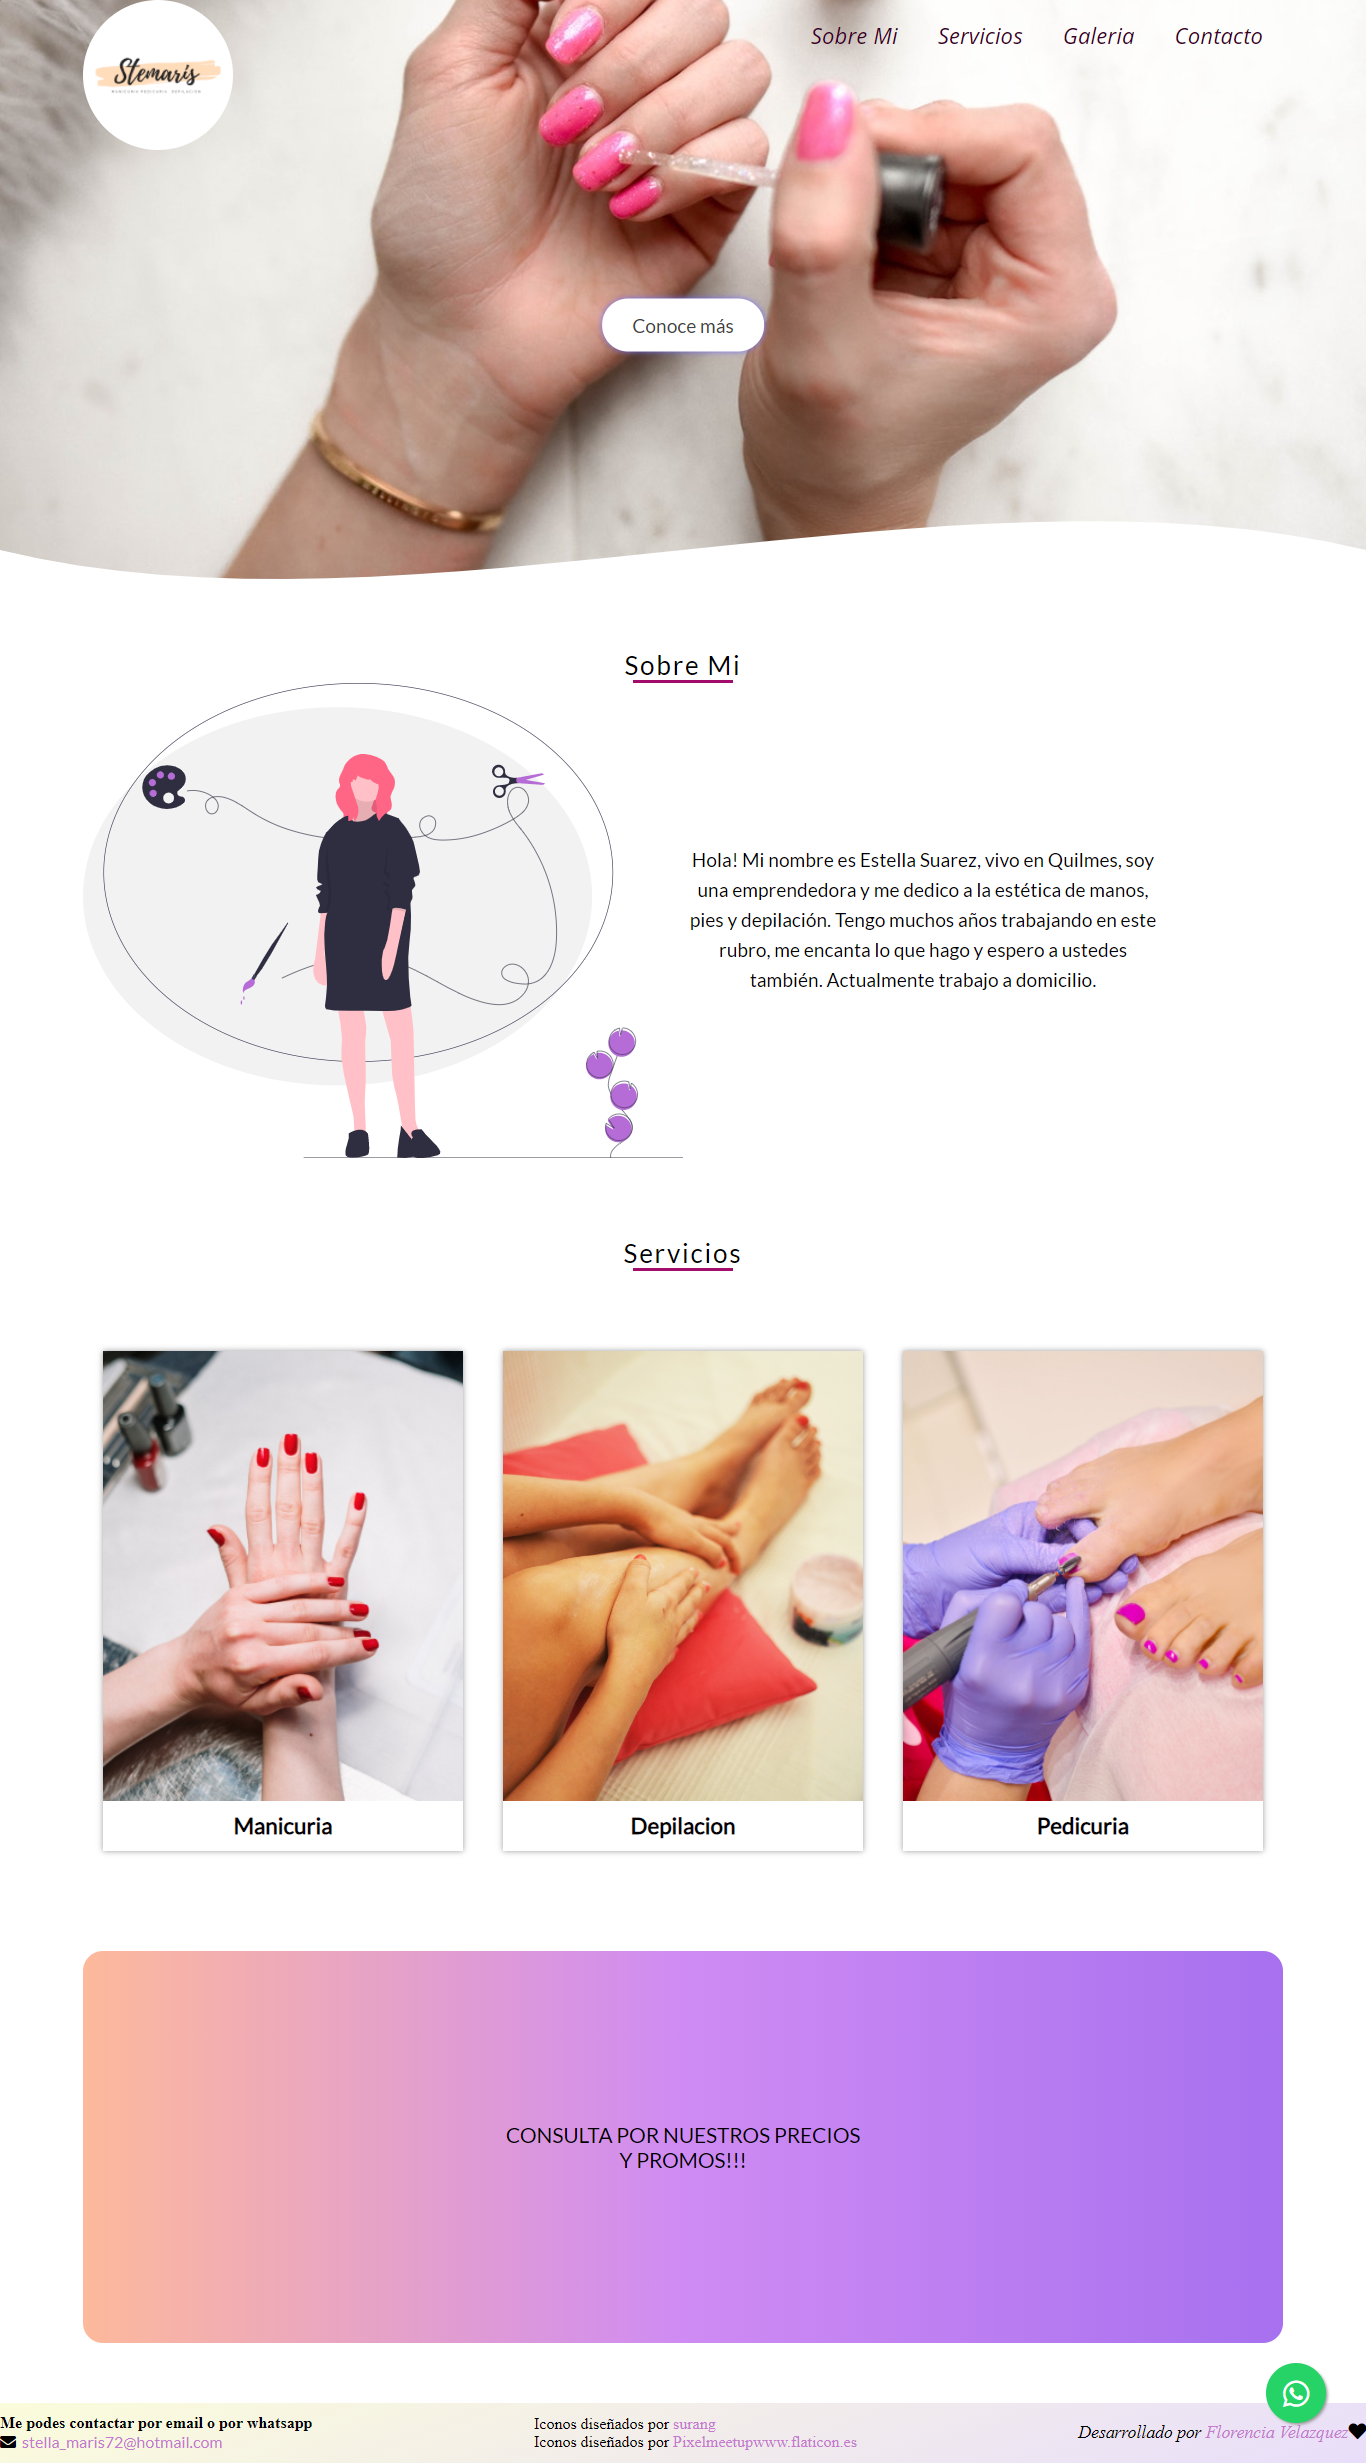 Stemaris
MANICURIA PEDICURIA DEPILACION
Sobre Mi Servicios Galeria Contacto
Conoce más
Sobre Mi
Hola! Mi nombre es Estella Suarez, vivo en Quilmes, soy
una emprendedora y me dedico a la estética de manos,
pies y depilación. Tengo muchos años trabajando en este
rubro, me encanta lo que hago y espero a ustedes
también. Actualmente trabajo a domicilio.
Servicios
Manicuria
Depilacion
Pedicuria
CONSULTA POR NUESTROS PRECIOS
Y PROMOS!!!
Me podes contactar por email o por whatsapp
stella_maris72@hotmail.com
Iconos diseñados por surang
Iconos diseñados por Pixelmeetupwww.flaticon.es
Desarrollado por Florencia Velazquez